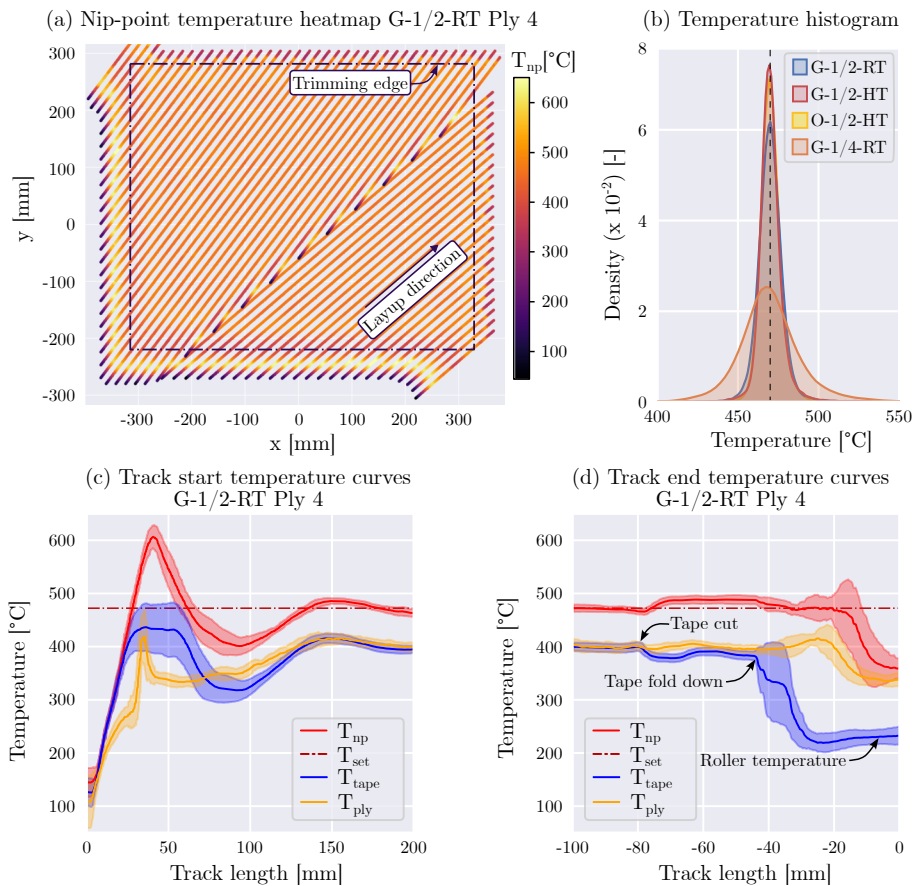 (a) Nip-point temperature heatmap G-1/2-RT Ply 4
300
200
100
0
-100
-200
-300
y [mm]
-300
-200
-100
0
100
200
300
x [mm]
Trimming edge
Layup direction
T_np[°C]
600
500
400
300
200
100
(b) Temperature histogram
8
6
4
2
0
Density (x 10^-2) [-]
400
450
500
550
Temperature [°C]
G-1/2-RT
G-1/2-HT
O-1/2-HT
G-1/4-RT
(c) Track start temperature curves
G-1/2-RT Ply 4
600
500
400
300
200
100
Temperature [°C]
0
50
100
150
200
Track length [mm]
T_np
T_set
T_tape
T_ply
(d) Track end temperature curves
G-1/2-RT Ply 4
600
500
400
300
200
100
Temperature [°C]
-100
-80
-60
-40
-20
-0
Track length [mm]
Tape cut
Tape fold down
Roller temperature
T_np
T_set
T_tape
T_ply